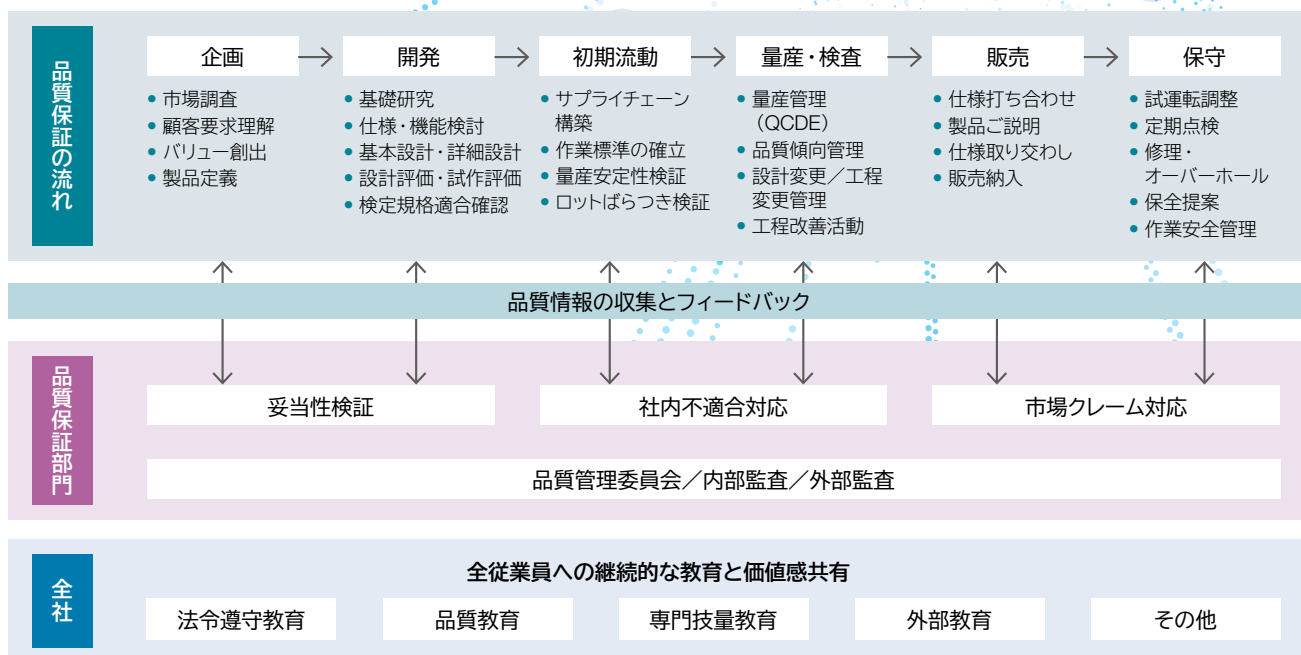 品質保証の流れ
企画
開発
初期流動
量産・検査
販売
保守
• 市場調査
• 顧客要求理解
• バリュー創出
• 製品定義
• 基礎研究
• 仕様・機能検討
• 基本設計・詳細設計
• 設計評価・試作評価
• 検定規格適合確認
• サプライチェーン
構築
• 作業標準の確立
• 量産安定性検証
• ロットばらつき検証
• 量産管理
（QCDE）
• 品質傾向管理
• 設計変更／工程
変更管理
• 工程改善活動
• 仕様打ち合わせ
• 製品ご説明
• 仕様取り交わし
• 販売納入
• 試運転調整
• 定期点検
• 修理・
オーバーホール
• 保全提案
• 作業安全管理
品質情報の収集とフィードバック
品質保証部門
妥当性検証
社内不適合対応
市場クレーム対応
品質管理委員会／内部監査／外部監査
全社
全従業員への継続的な教育と価値感共有
法令遵守教育
品質教育
専門技量教育
外部教育
その他